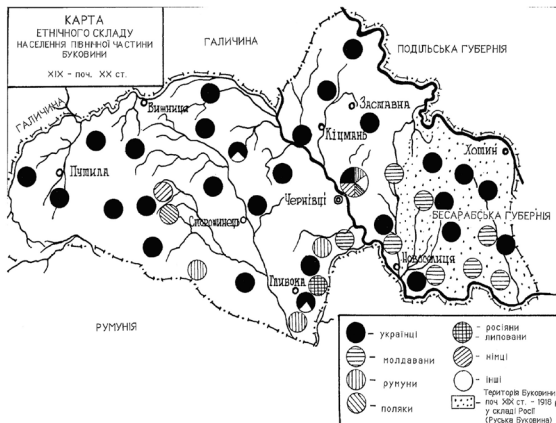 КАРТА
ЕТНІЧНОГО СКЛАДУ
НАСЕЛЕННЯ ПІВНІЧНОЇ ЧАСТИНИ
БУКОВИНИ
XIX - поч. XX ст.
ГАЛИЧИНА
ПОДІЛЬСЬКА ГУБЕРНІЯ
ГАЛИЧИНА
Вижниця
Заставна
Кіцмань
Хотин
Путила
Чернівці
Сторожинець
БЕСАРАБСЬКА ГУБЕРНІЯ
Новоселиця
Глибока
РУМУНІЯ
- українці
- молдавани
- румуни
- поляки
- росіяни
липовани
- німці
- інші
Територія Буковини
- поч XIX ст. - 1918 р
у складі Росії
(Руська Буковина)